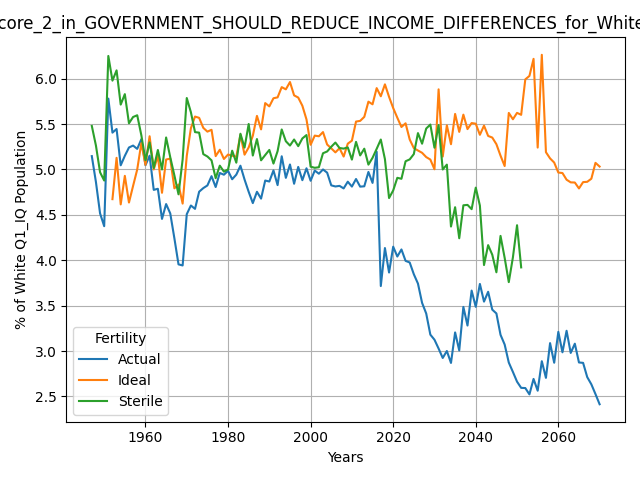 core_2_in_GOVERNMENT_SHOULD_REDUCE_INCOME_DIFFERENCES_for_White
% of White Q1_IQ Population
6.0
5.5
5.0
4.5
4.0
3.5
3.0
2.5
Fertility
Actual
Ideal
Sterile
1960 1980 2000 2020 2040 2060
Years